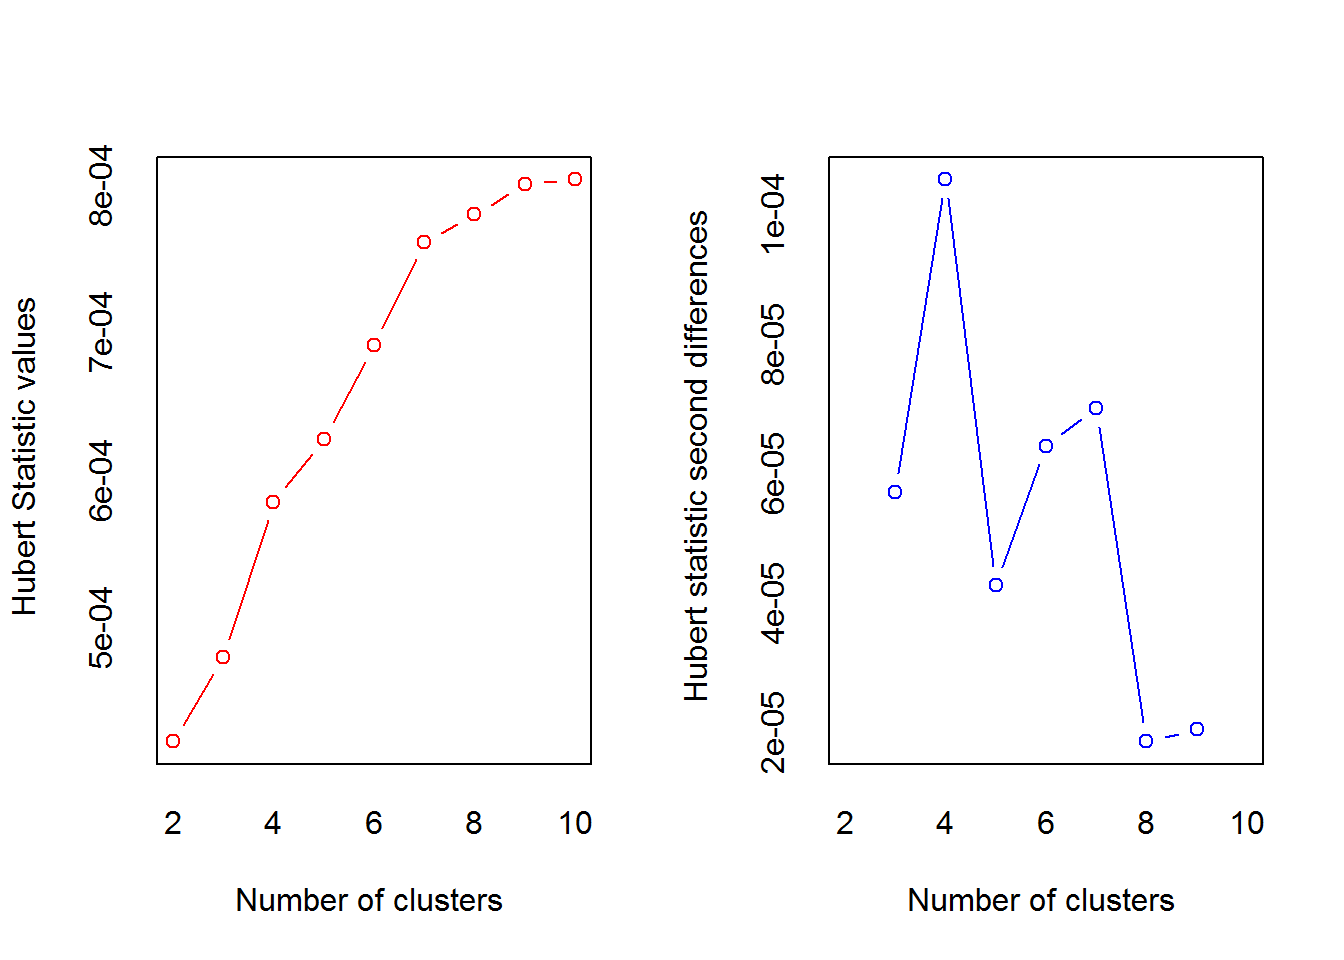 Hubert Statistic values
8e-04
7e-04
6e-04
5e-04
2 4 6 8 10
Number of clusters
Hubert statistic second differences
1e-04
8e-05
6e-05
4e-05
2e-05
2 4 6 8 10
Number of clusters